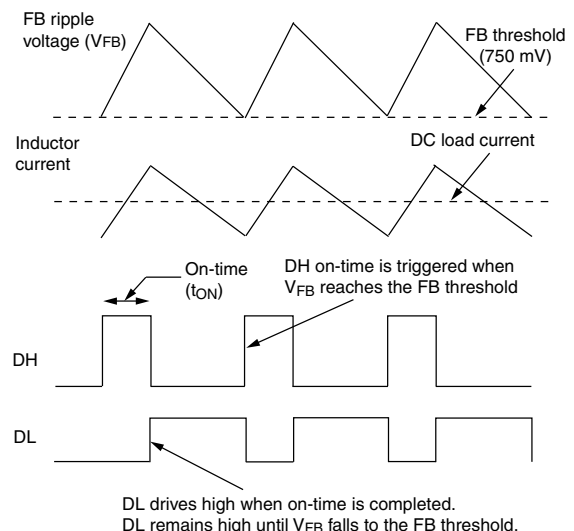 FB ripple
voltage (VFB)
FB threshold
(750 mV)
Inductor
current
DC load current
On-time
(tON)
DH on-time is triggered when
VFB reaches the FB threshold
DH
DL
DL drives high when on-time is completed.
DL remains high until VFB falls to the FB threshold.